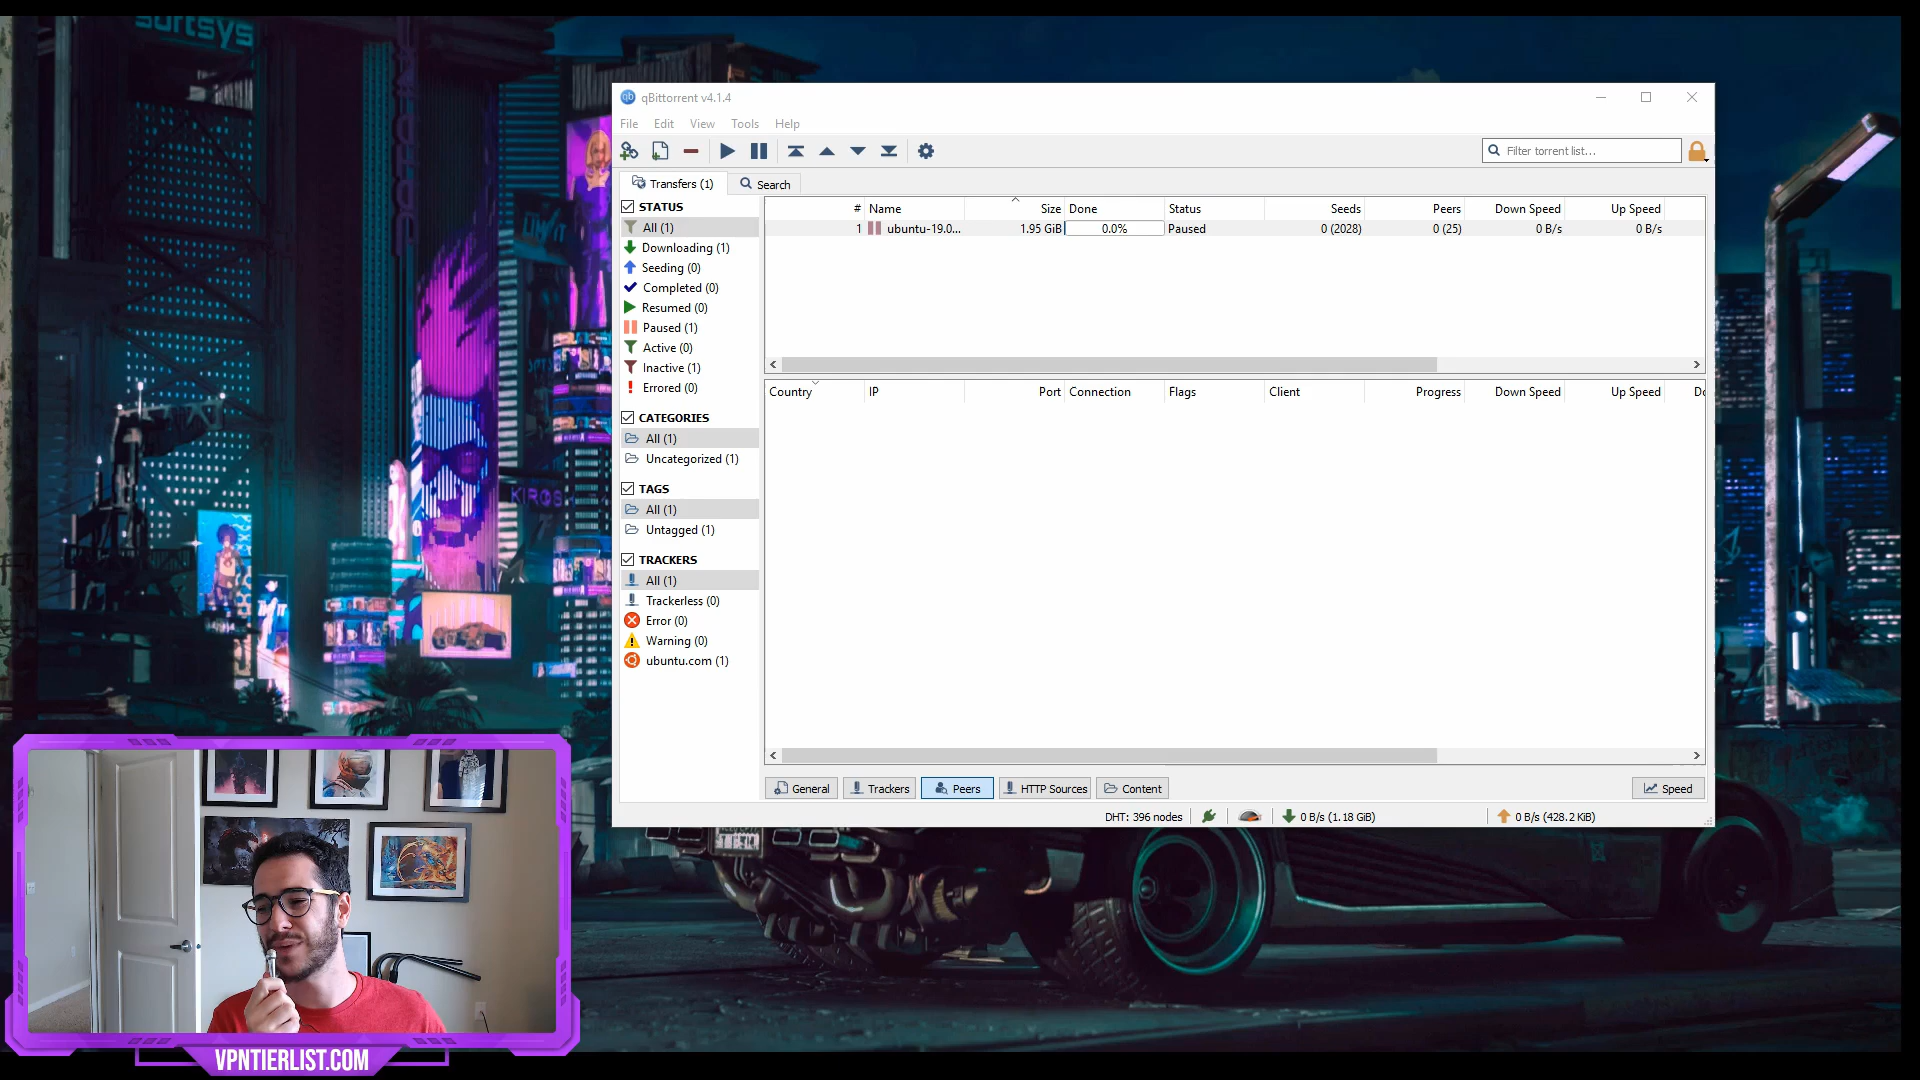 surtsys
KIROS
qb qBittorrent v4.1.4
File Edit View Tools Help
Filter torrent list...
Transfers (1) Search
STATUS
All (1)
Downloading (1)
Seeding (0)
Completed (0)
Resumed (0)
Paused (1)
Active (0)
Inactive (1)
Errored (0)
CATEGORIES
All (1)
Uncategorized (1)
TAGS
All (1)
Untagged (1)
TRACKERS
All (1)
Trackerless (0)
Error (0)
Warning (0)
ubuntu.com (1)
# Name Size Done Status Seeds Peers Down Speed Up Speed
1 ubuntu-19.0... 1.95 GiB 0.0% Paused 0 (2028) 0 (25) 0 B/s 0 B/s
Country IP Port Connection Flags Client Progress Down Speed Up Speed Do
General Trackers Peers HTTP Sources Content Speed
DHT: 396 nodes 0 B/s (1.18 GiB) 0 B/s (428.2 KiB)
VPNTIERLIST.COM